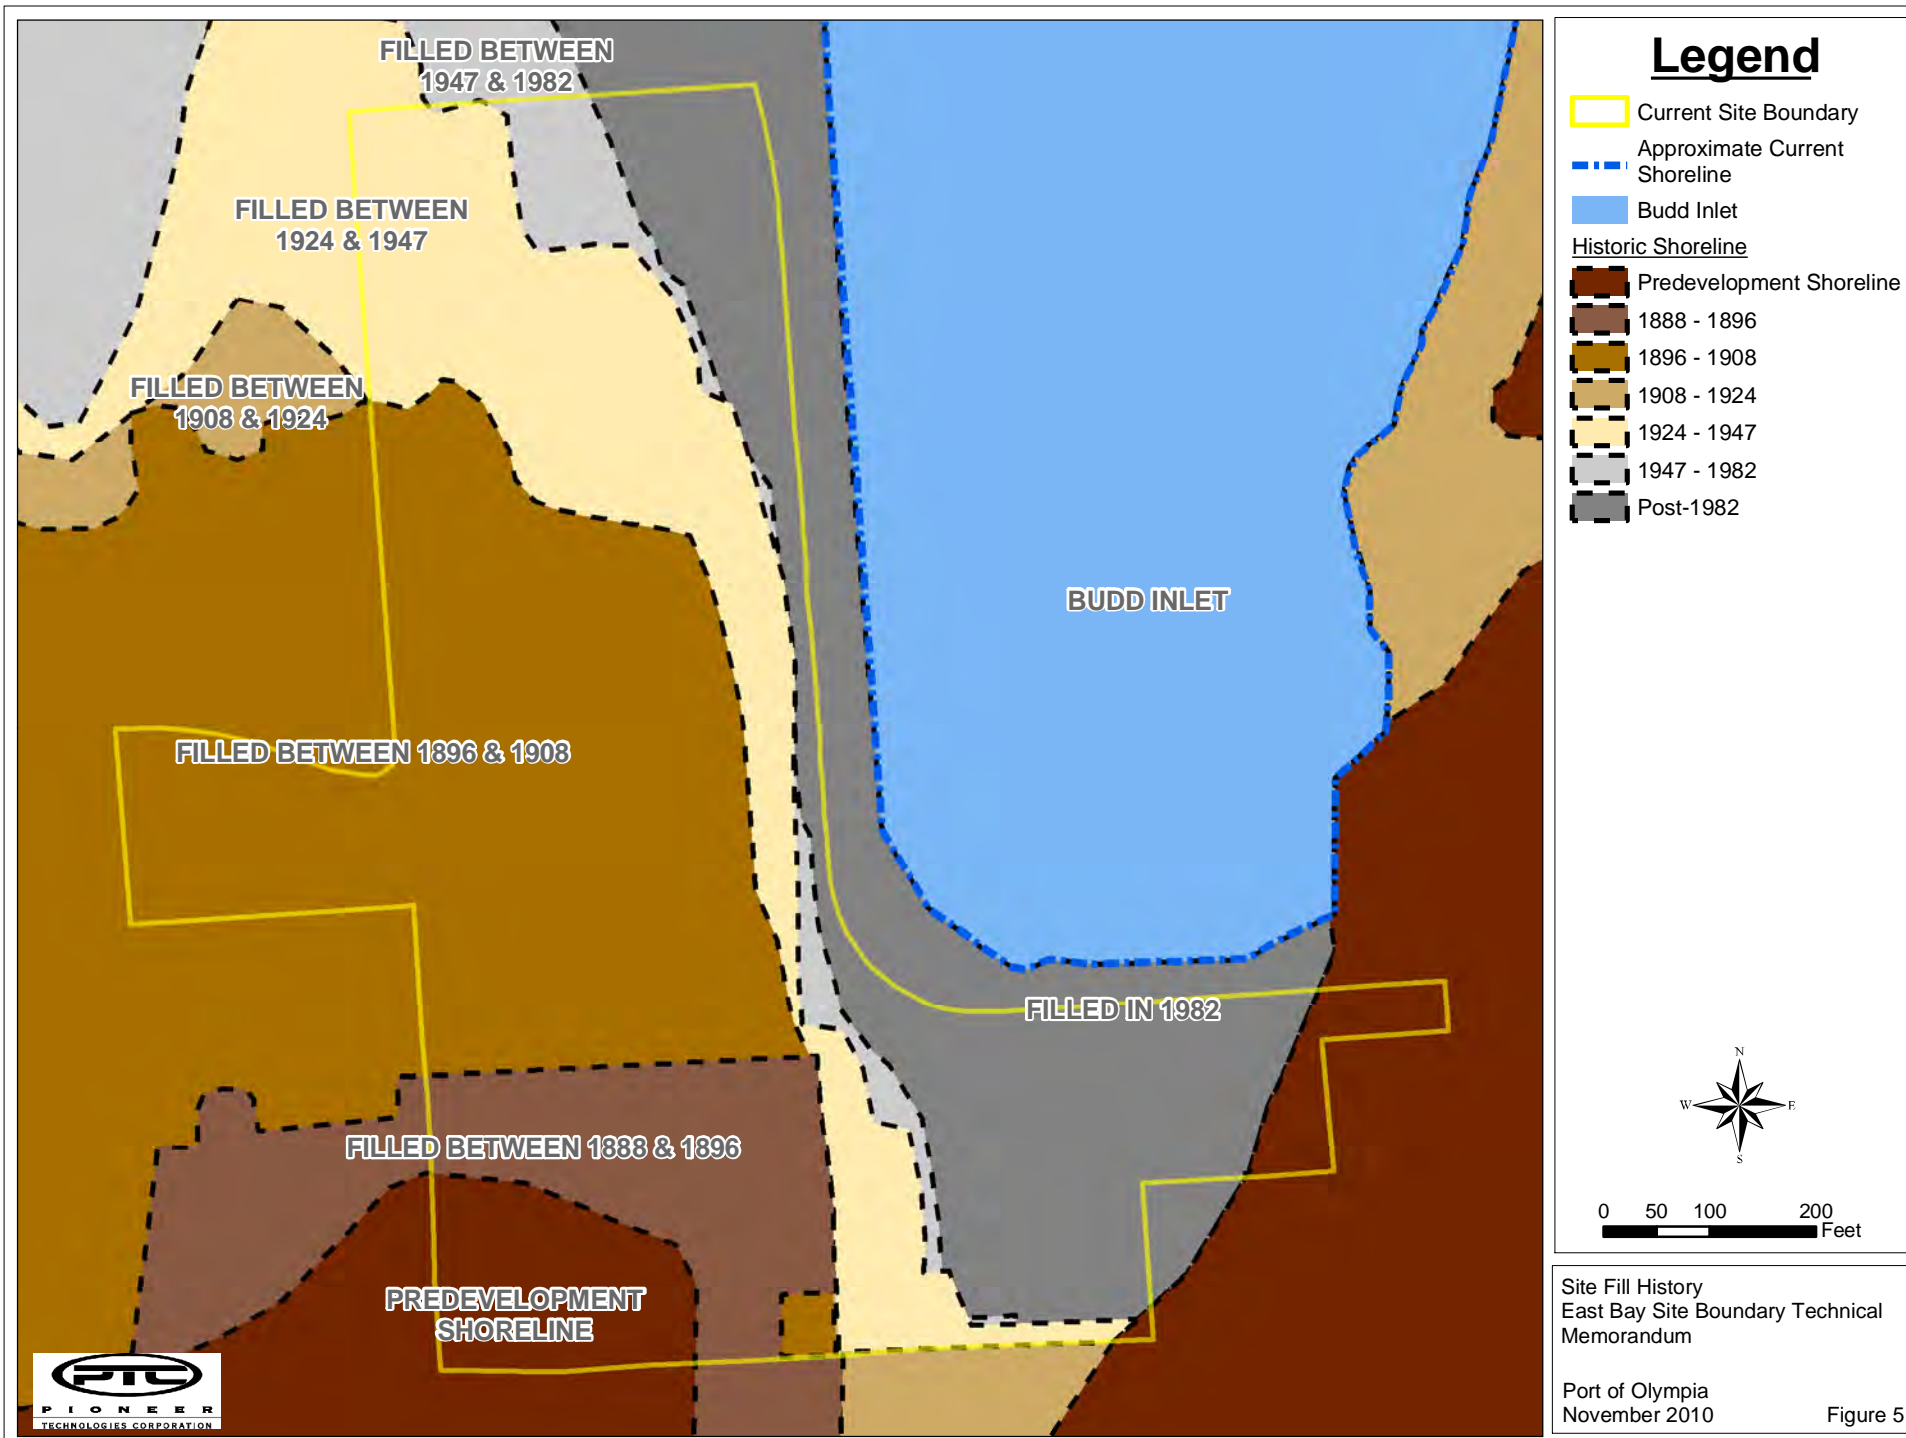 FILLED BETWEEN
1947 & 1982
FILLED BETWEEN
1924 & 1947
FILLED BETWEEN
1908 & 1924
BUDD INLET
FILLED BETWEEN 1896 & 1908
FILLED IN 1982
FILLED BETWEEN 1888 & 1896
PREDEVELOPMENT
SHORELINE
PTC
PIONEER
TECHNOLOGIES CORPORATION
Legend
Current Site Boundary
Approximate Current
Shoreline
Budd Inlet
Historic Shoreline
Predevelopment Shoreline
1888 - 1896
1896 - 1908
1908 - 1924
1924 - 1947
1947 - 1982
Post-1982
N
W E
S
0 50 100 200
Feet
Site Fill History
East Bay Site Boundary Technical
Memorandum
Port of Olympia
November 2010 Figure 5